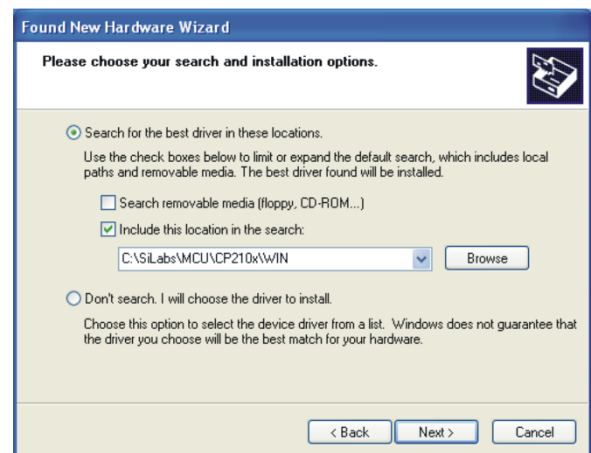 Found New Hardware Wizard
Please choose your search and installation options.
Search for the best driver in these locations.
Use the check boxes below to limit or expand the default search, which includes local
paths and removable media. The best driver found will be installed.
Search removable media (floppy, CD-ROM...)
Include this location in the search:
C:\SiLabs\MCU\CP210x\WIN
Browse
Don't search. I will choose the driver to install.
Choose this option to select the device driver from a list. Windows does not guarantee that
the driver you choose will be the best match for your hardware.
< Back Next > Cancel